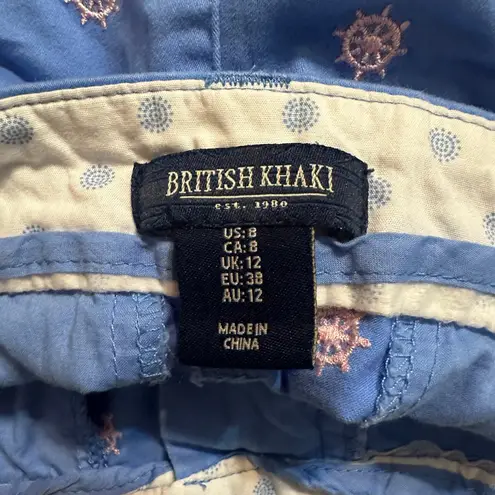 BRITISH KHAKI
est. 1980
US: 8
CA: 8
UK: 12
EU: 38
AU: 12
MADE IN
CHINA